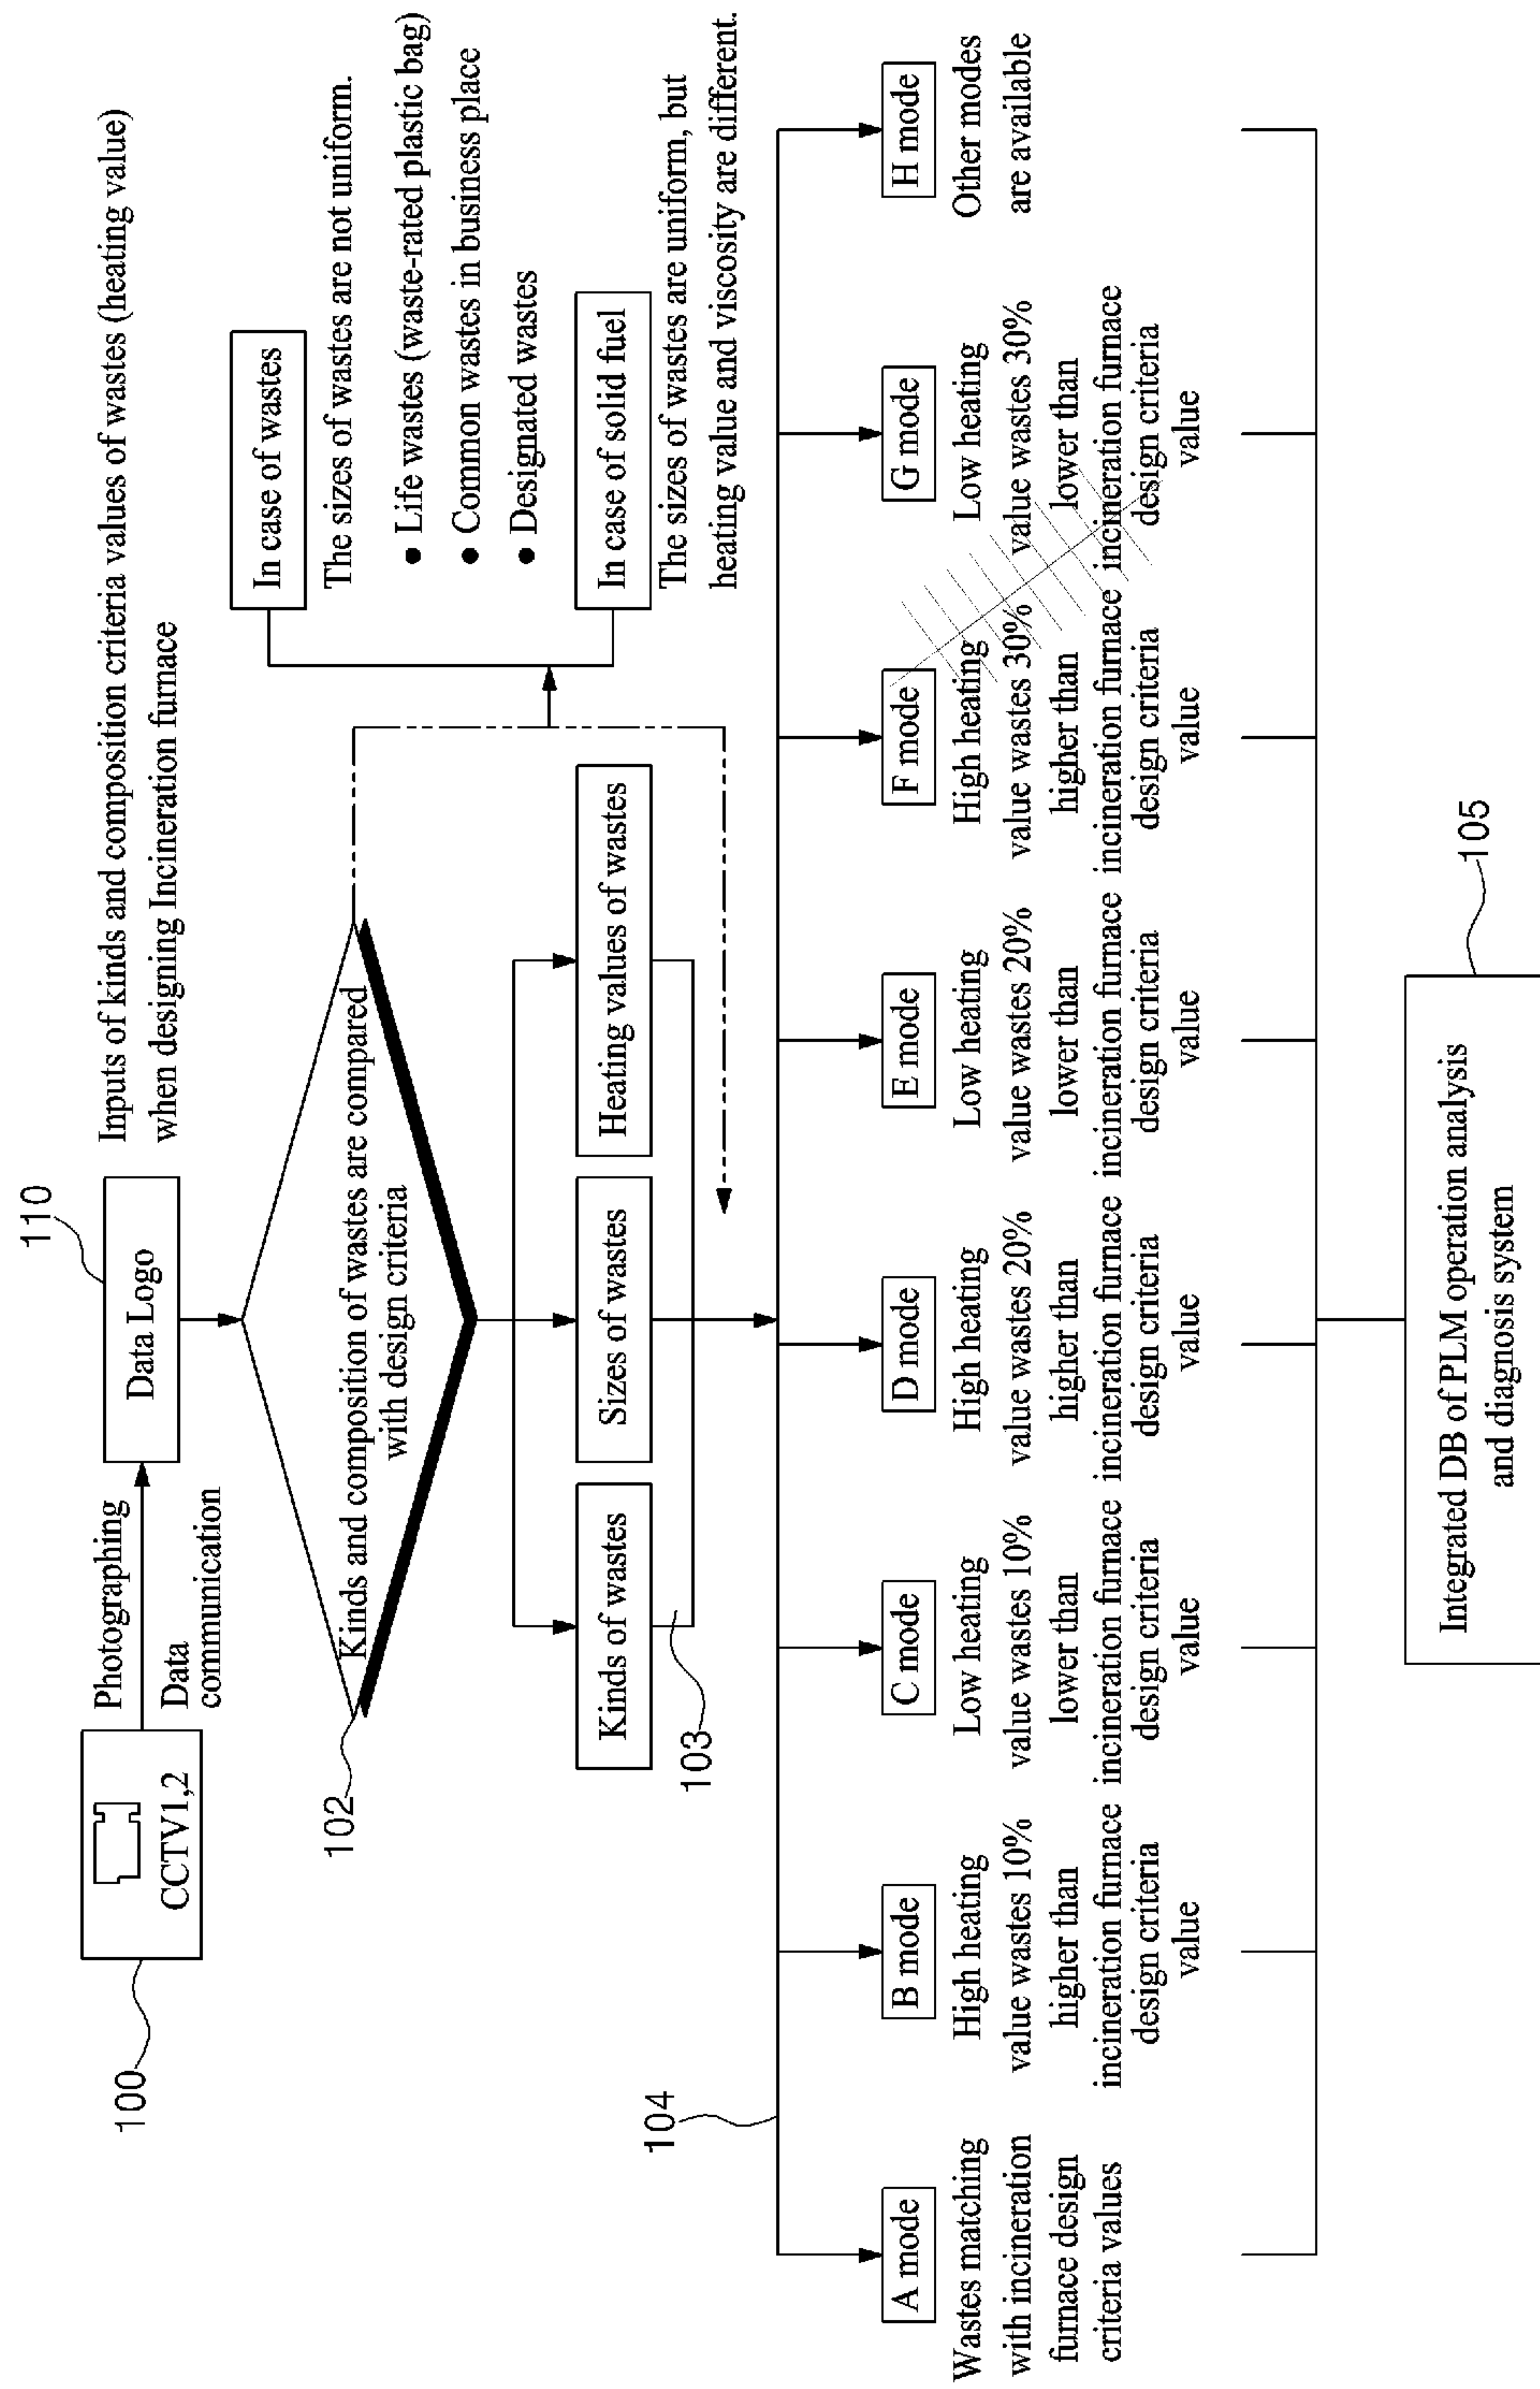 110
Photographing
Data
communication
CCTV1,2
100
Data Logo
Inputs of kinds and composition criteria values of wastes (heating value)
when designing Incineration furnace
102
Kinds and composition of wastes are compared
with design criteria
In case of wastes
The sizes of wastes are not uniform.
● Life wastes (waste-rated plastic bag)
● Common wastes in business place
● Designated wastes
In case of solid fuel
The sizes of wastes are uniform, but
heating value and viscosity are different.
Kinds of wastes
Sizes of wastes
Heating values of wastes
103
104
A mode
Wastes matching
with incineration
furnace design
criteria values
B mode
High heating
value wastes 10%
higher than
incineration furnace
design criteria
value
C mode
Low heating
value wastes 10%
lower than
incineration furnace
design criteria
value
D mode
High heating
value wastes 20%
higher than
incineration furnace
design criteria
value
E mode
Low heating
value wastes 20%
lower than
incineration furnace
design criteria
value
F mode
High heating
value wastes 30%
higher than
incineration furnace
design criteria
value
G mode
Low heating
value wastes 30%
lower than
incineration furnace
design criteria
value
H mode
Other modes
are available
105
Integrated DB of PLM operation analysis
and diagnosis system